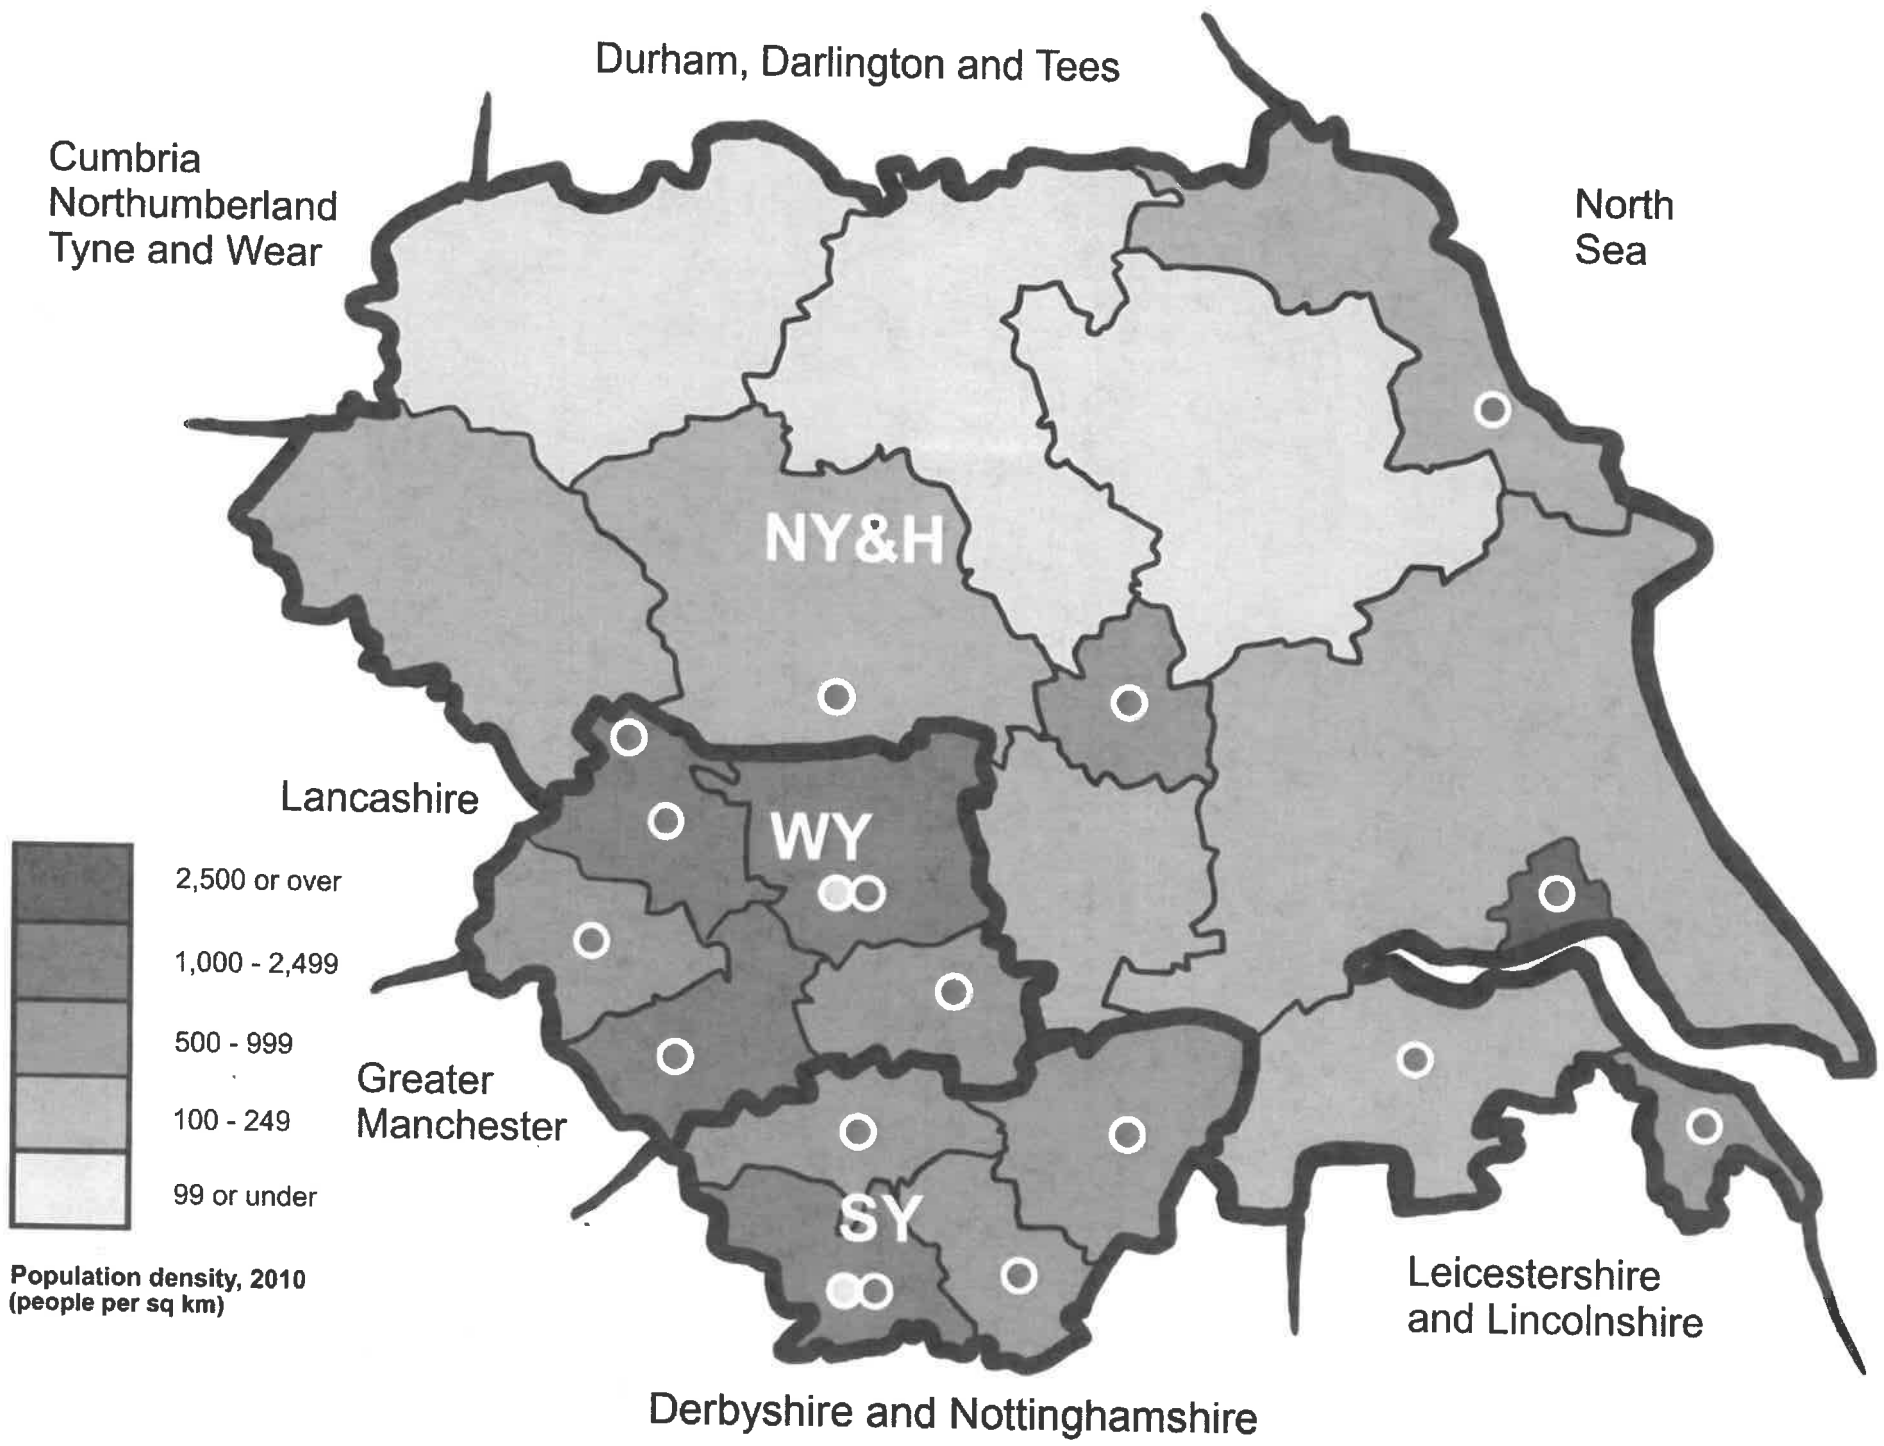 Durham, Darlington and Tees
Cumbria
Northumberland
Tyne and Wear
North
Sea
NY&H
Lancashire
WY
2,500 or over
1,000 - 2,499
500 - 999
100 - 249
99 or under
Population density, 2010
(people per sq km)
Greater
Manchester
SY
Leicestershire
and Lincolnshire
Derbyshire and Nottinghamshire